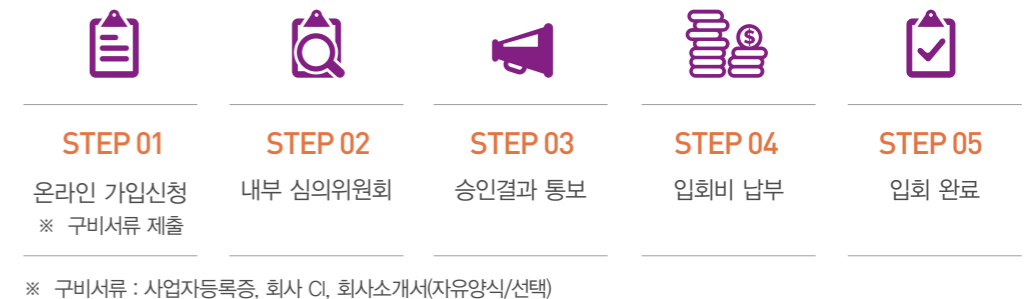 STEP 01
온라인 가입신청
※ 구비서류 제출
STEP 02
내부 심의위원회
STEP 03
승인결과 통보
STEP 04
입회비 납부
STEP 05
입회 완료
※ 구비서류 : 사업자등록증, 회사 CI, 회사소개서(자유양식/선택)